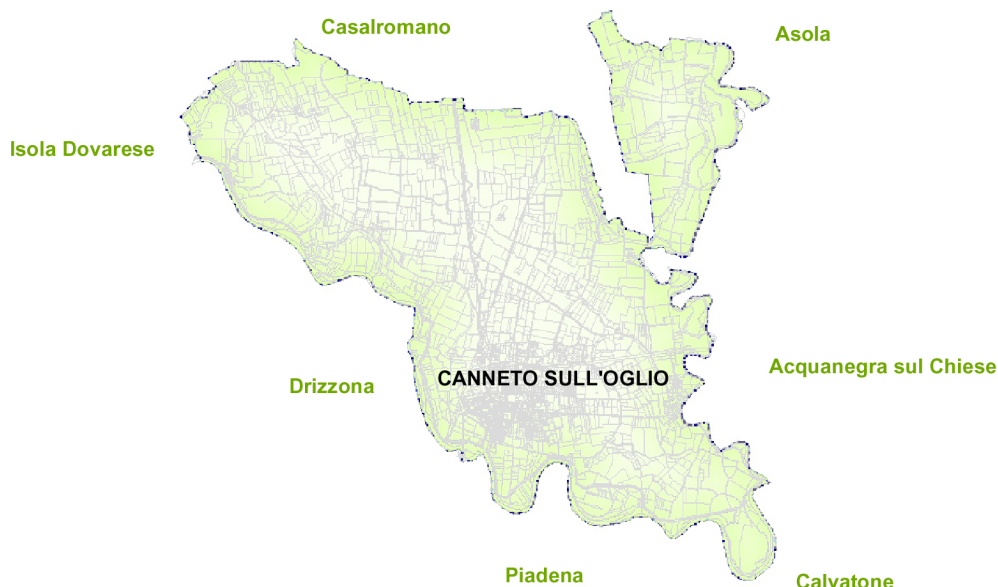 Casalromano
Asola
Isola Dovarese
Acquanegra sul Chiese
CANNETO SULL'OGLIO
Drizzona
Piadena
Calvatone